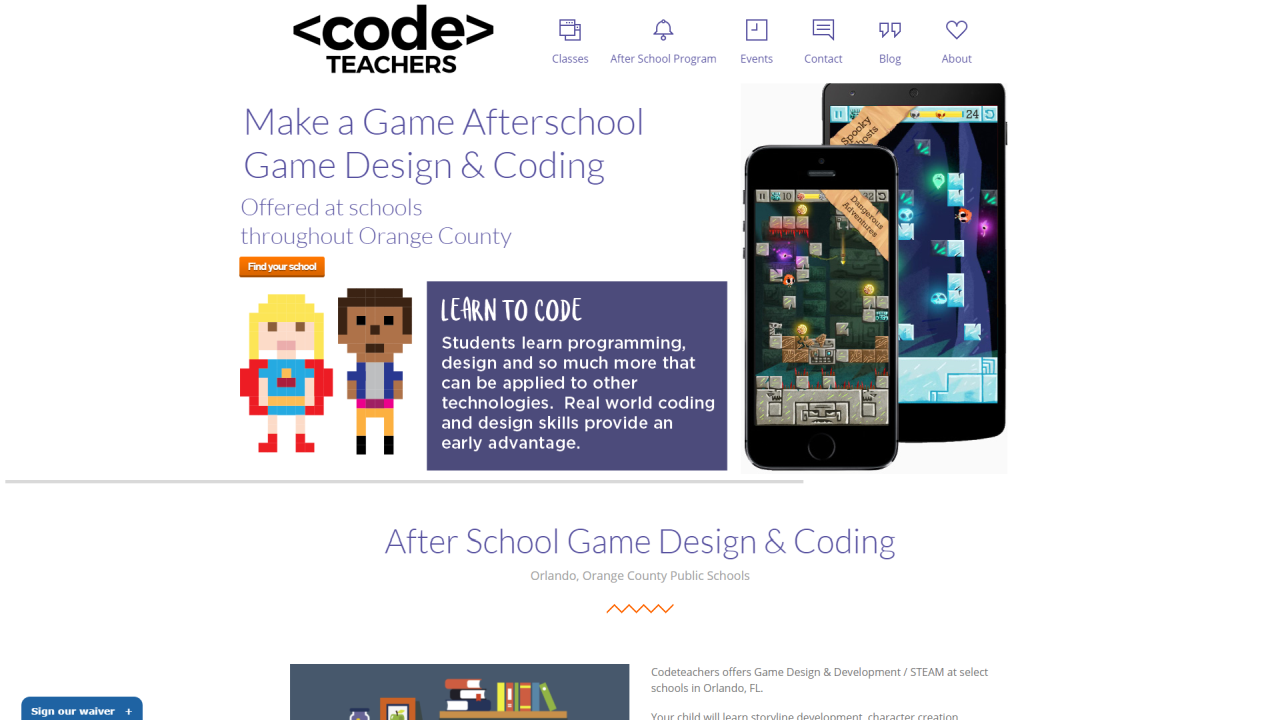 <code>
TEACHERS
Classes
After School Program
Events
Contact
Blog
About
Make a Game Afterschool
Game Design & Coding
Offered at schools
throughout Orange County
Find your school
LEARN TO CODE
Students learn programming,
design and so much more that
can be applied to other
technologies. Real world coding
and design skills provide an
early advantage.
24
Spooky
Ghosts
10
Dangerous
Adventures
After School Game Design & Coding
Orlando, Orange County Public Schools
Codeteachers offers Game Design & Development / STEAM at select
schools in Orlando, FL.
Your child will learn storyline development, character creation,
Sign our waiver +